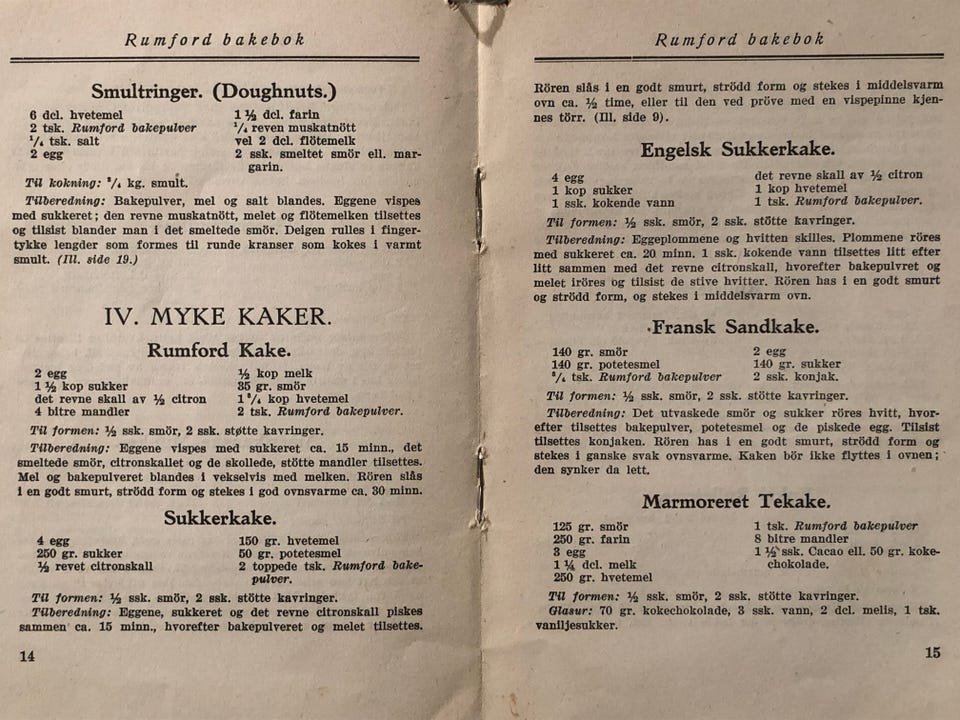 Rumford bakebok
Smultringer. (Doughnuts.)
6 dcl. hvetemel
2 tsk. Rumford bakepulver
¼ tsk. salt
2 egg
1 ½ dcl. farin
¼ reven muskatnött
vel 2 dcl. flötemelk
2 ssk. smeltet smör ell. mar-
garin.
Til kokning: ¾ kg. smult.
Tilberedning: Bakepulver, mel og salt blandes. Eggene vispes
med sukkeret; den revne muskatnött, melet og flötemelken tilsettes
og tilsist blander man i det smeltede smör. Deigen rulles i finger-
tykke lengder som formes til runde kranser som kokes i varmt
smult. (Ill. side 19.)
IV. MYKE KAKER.
Rumford Kake.
2 egg
1 ½ kop sukker
det revne skall av ½ citron
4 bitre mandler
½ kop melk
35 gr. smör
1 ¾ kop hvetemel
2 tsk. Rumford bakepulver.
Til formen: ½ ssk. smör, 2 ssk. støtte kavringer.
Tilberedning: Eggene vispes med sukkeret ca. 15 minn., det
smeltede smör, citronskallet og de skollede, stötte mandler tilsettes.
Mel og bakepulveret blandes i vekselvis med melken. Rören slås
i en godt smurt, strödd form og stekes i god ovnsvarme ca. 30 minn.
Sukkerkake.
4 egg
250 gr. sukker
½ revet citronskall
150 gr. hvetemel
50 gr. potetesmel
2 toppede tsk. Rumford bake-
pulver.
Til formen: ½ ssk. smör, 2 ssk. stötte kavringer.
Tilberedning: Eggene, sukkeret og det revne citronskall piskes
sammen ca. 15 minn., hvorefter bakepulveret og melet tilsettes.
14
Rumford bakebok
Rören slås i en godt smurt, strödd form og stekes i middelsvarm
ovn ca. ½ time, eller til den ved pröve med en vispepinne kjen-
nes törr. (Ill. side 9).
Engelsk Sukkerkake.
4 egg
1 kop sukker
1 ssk. kokende vann
det revne skall av ½ citron
1 kop hvetemel
1 tsk. Rumford bakepulver.
Til formen: ½ ssk. smör, 2 ssk. stötte kavringer.
Tilberedning: Eggeplommene og hvitten skilles. Plommene röres
med sukkeret ca. 20 minn. 1 ssk. kokende vann tilsettes litt efter
litt sammen med det revne citronskall, hvorefter bakepulvret og
melet iröres og tilsist de stive hvitter. Rören has i en godt smurt
og strödd form, og stekes i middelsvarm ovn.
Fransk Sandkake.
140 gr. smör
140 gr. potetesmel
¾ tsk. Rumford bakepulver
2 egg
140 gr. sukker
2 ssk. konjak.
Til formen: ½ ssk. smör, 2 ssk. stötte kavringer.
Tilberedning: Det utvaskede smör og sukker röres hvitt, hvor-
efter tilsettes bakepulver, potetesmel og de piskede egg. Tilsist
tilsettes konjaken. Rören has i en godt smurt, strödd form og
stekes i ganske svak ovnsvarme. Kaken bör ikke flyttes i ovnen;
den synker da lett.
Marmoreret Tekake.
125 gr. smör
250 gr. farin
3 egg
1 ¼ dcl. melk
250 gr. hvetemel
1 tsk. Rumford bakepulver
8 bitre mandler
1 ½ ssk. Cacao ell. 50 gr. koke-
chokolade.
Til formen: ½ ssk. smör, 2 ssk. stötte kavringer.
Glasur: 70 gr. kokechokolade, 3 ssk. vann, 2 dcl. melis, 1 tsk.
vaniljesukker.
15